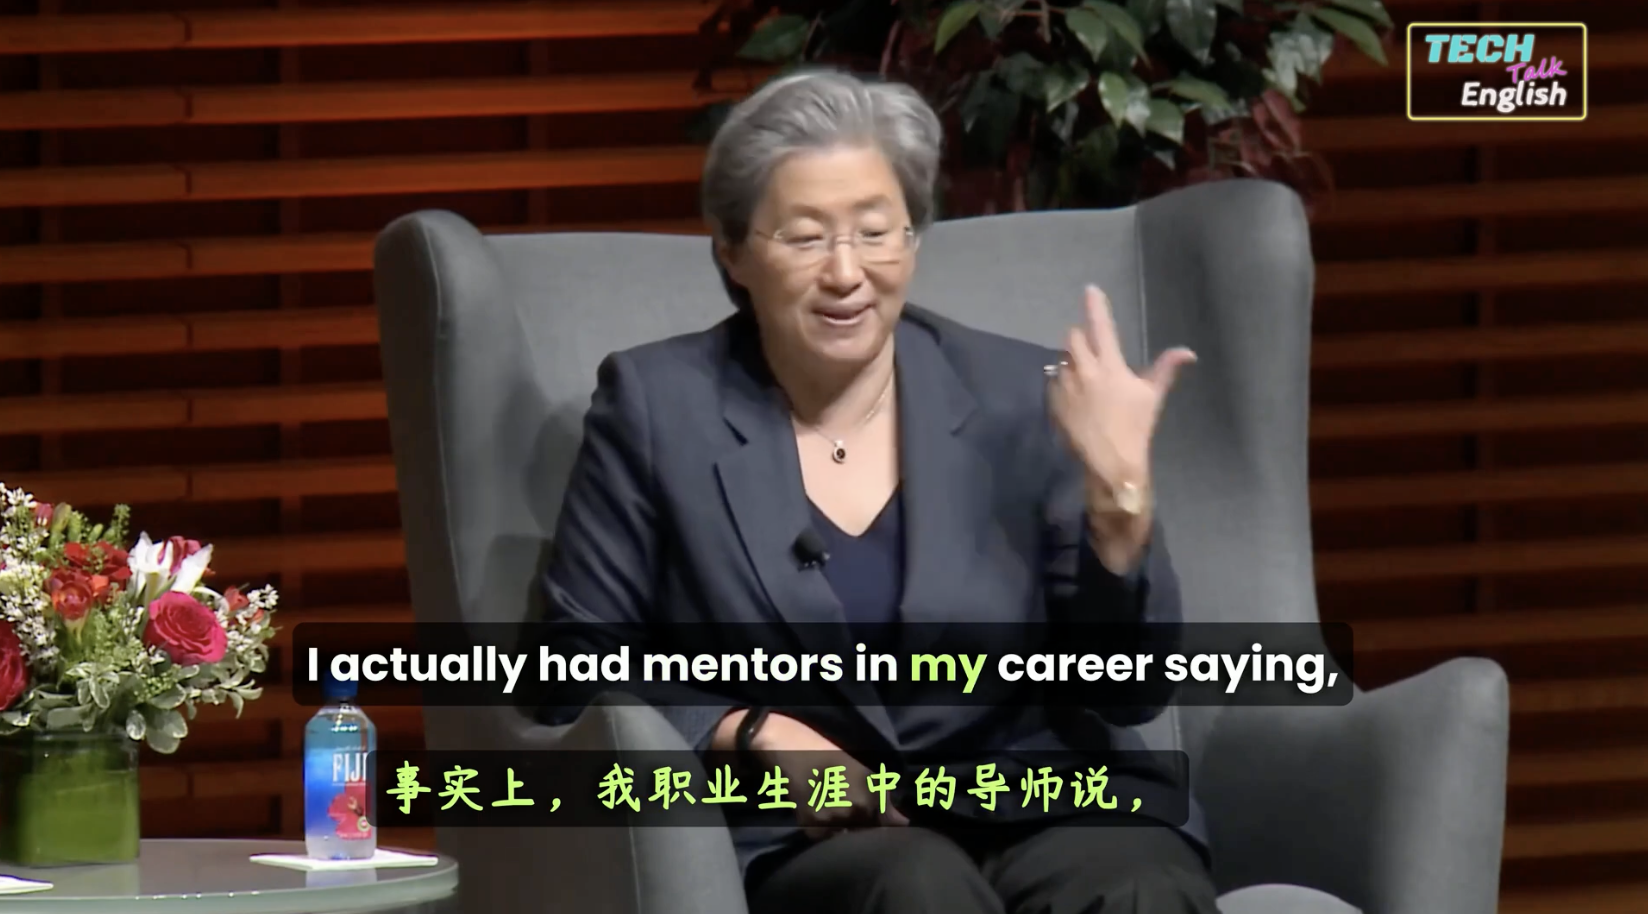 TECH
Talk
English
I actually had mentors in my career saying,
FIJI
事实上，我职业生涯中的导师说，